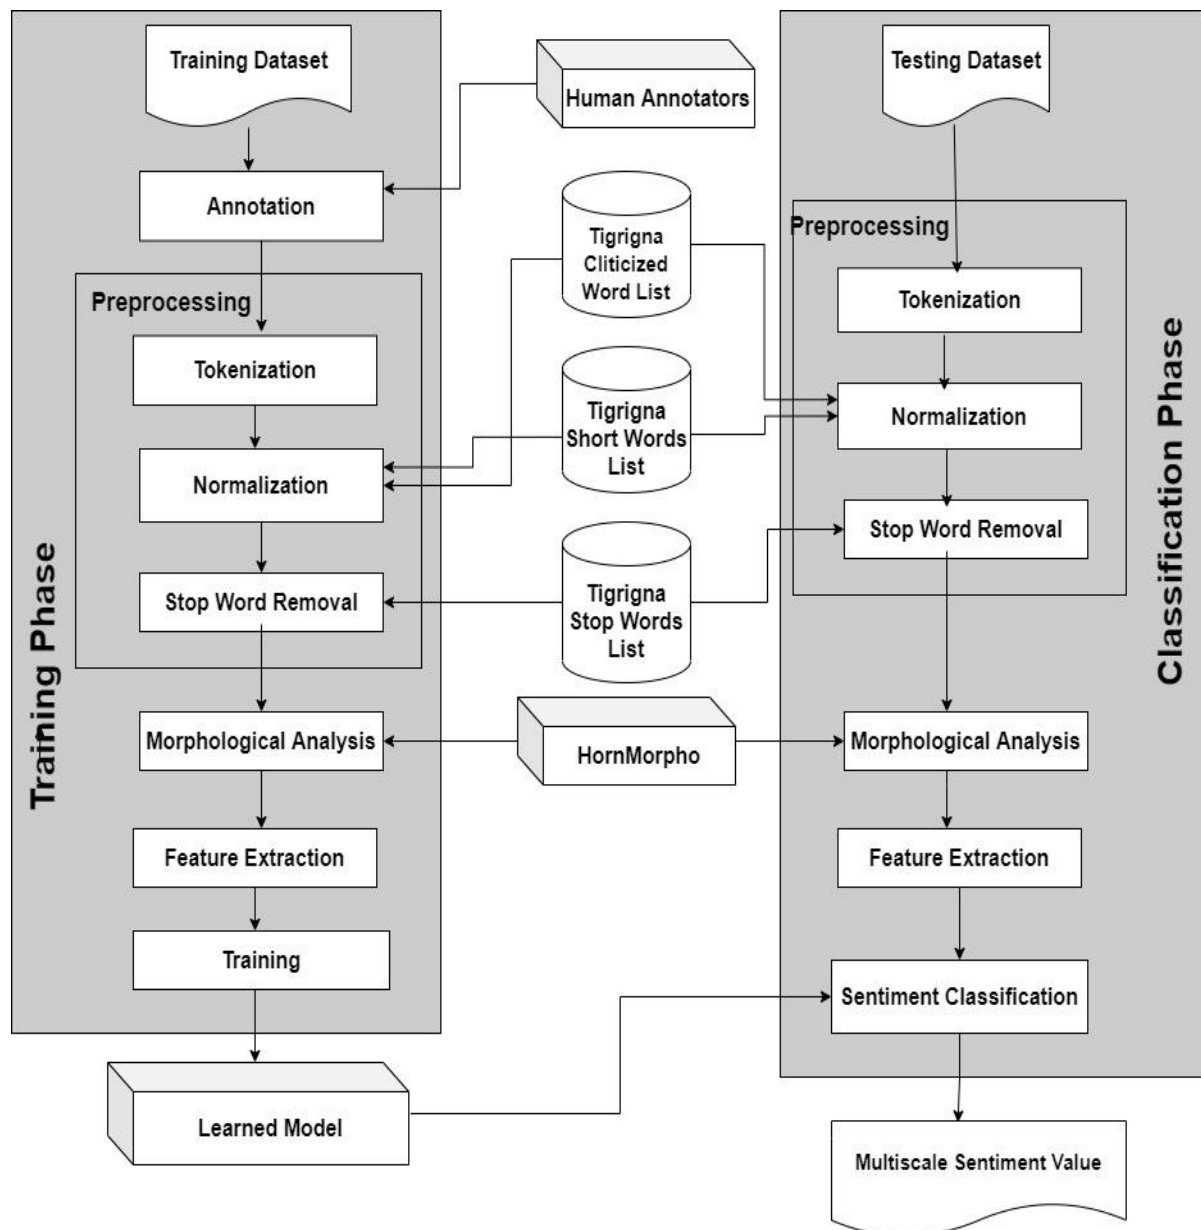 Training Dataset
Human Annotators
Testing Dataset
Annotation
Tigrigna
Cliticized
Word List
Preprocessing
Tokenization
Preprocessing
Tokenization
Normalization
Tigrigna
Short Words
List
Normalization
Stop Word Removal
Stop Word Removal
Tigrigna
Stop Words
List
Training Phase
Classification Phase
Morphological Analysis
HornMorpho
Morphological Analysis
Feature Extraction
Feature Extraction
Training
Sentiment Classification
Learned Model
Multiscale Sentiment Value